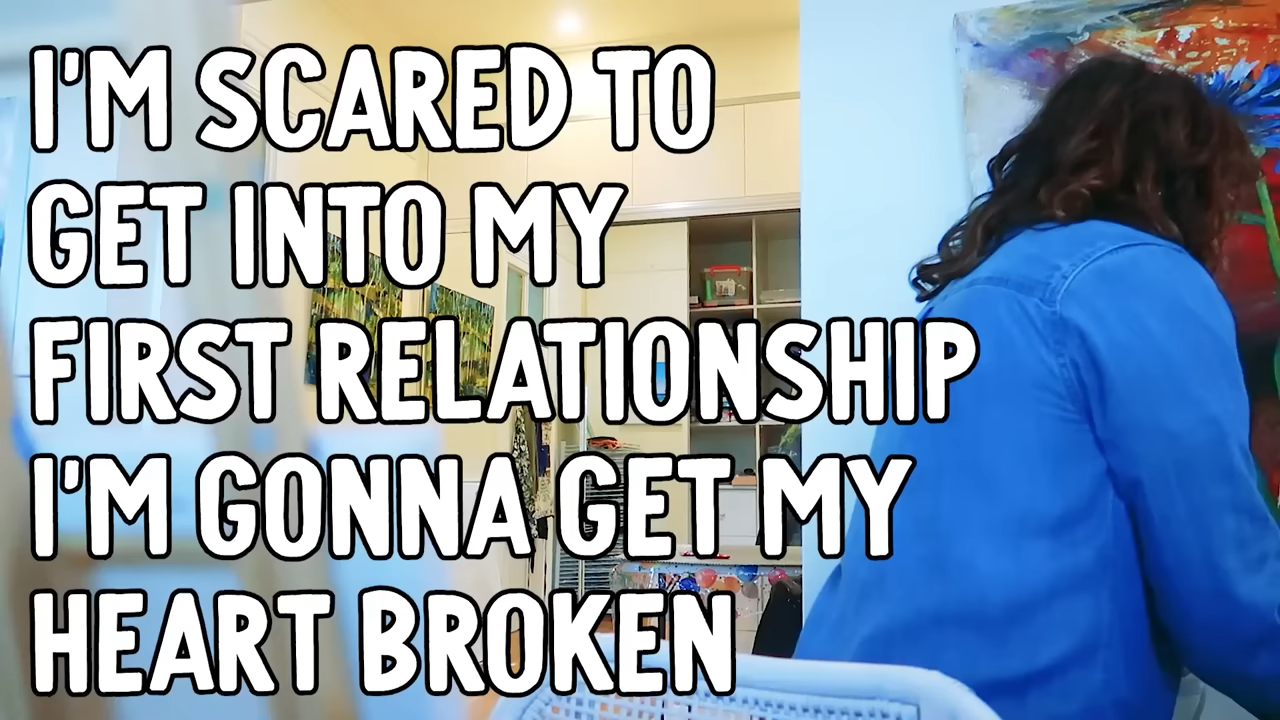 I'M SCARED TO
GET INTO MY
FIRST RELATIONSHIP
I'M GONNA GET MY
HEART BROKEN